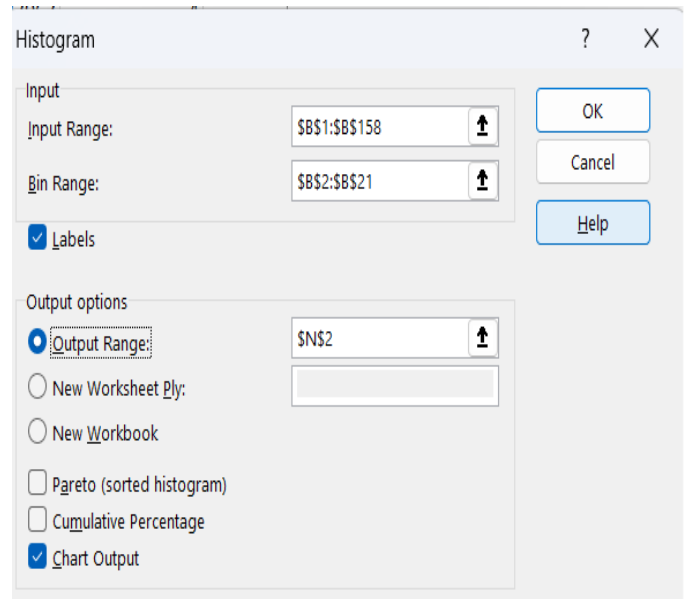 Histogram ? X
Input
Input Range: $B$1:$B$158
Bin Range: $B$2:$B$21
Labels
OK
Cancel
Help
Output options
Output Range: $N$2
New Worksheet Ply:
New Workbook
Pareto (sorted histogram)
Cumulative Percentage
Chart Output